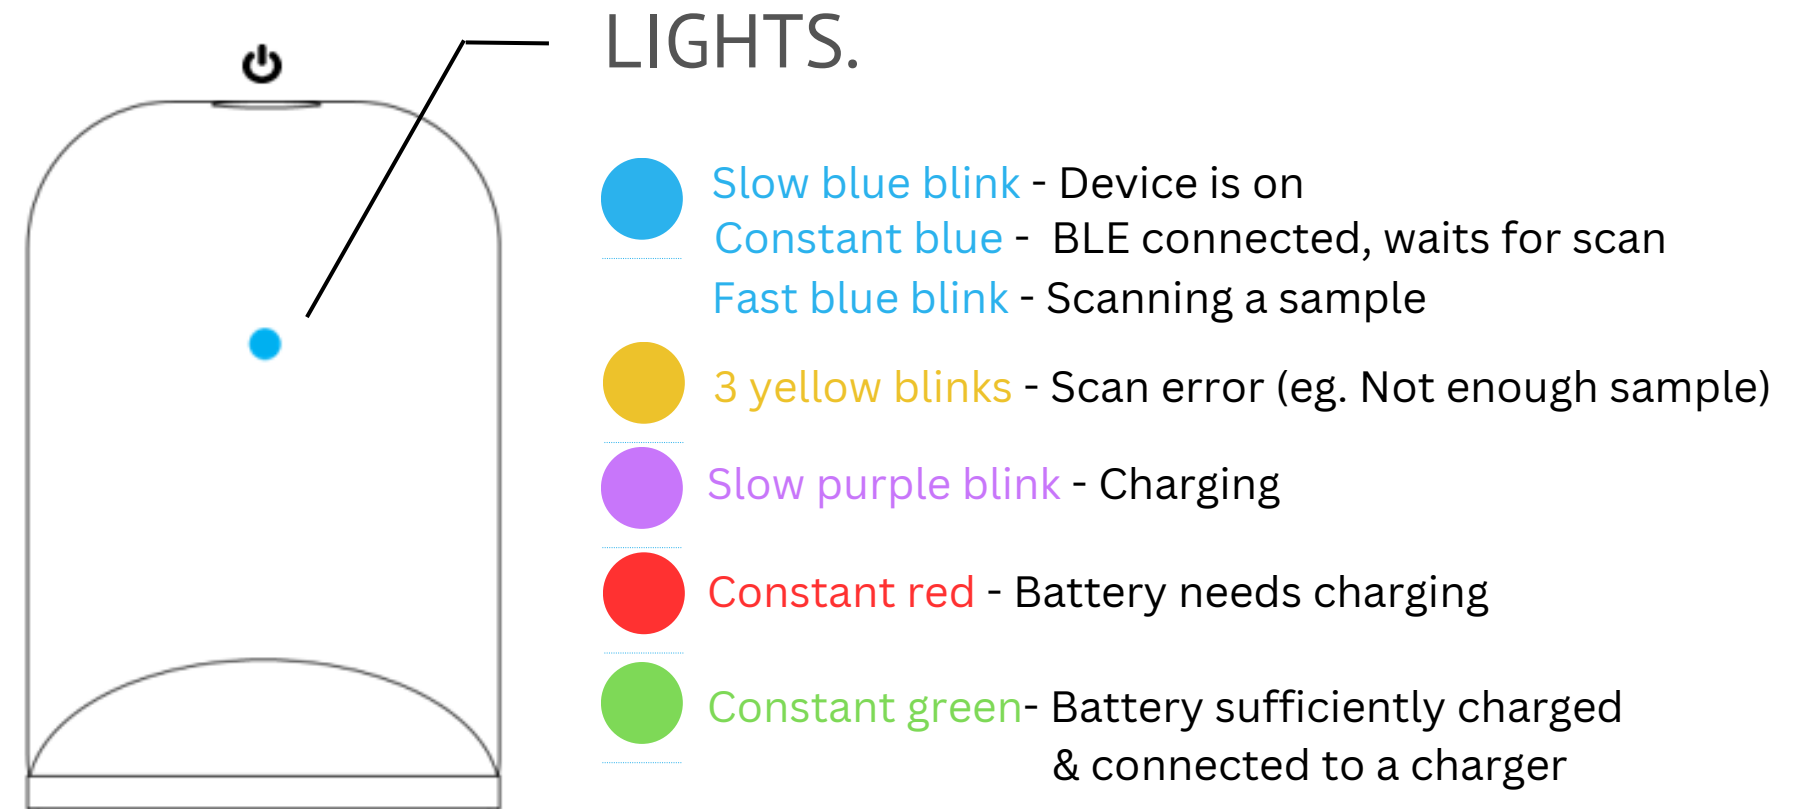 LIGHTS.
Slow blue blink - Device is on
Constant blue - BLE connected, waits for scan
Fast blue blink - Scanning a sample
3 yellow blinks - Scan error (eg. Not enough sample)
Slow purple blink - Charging
Constant red - Battery needs charging
Constant green- Battery sufficiently charged
& connected to a charger